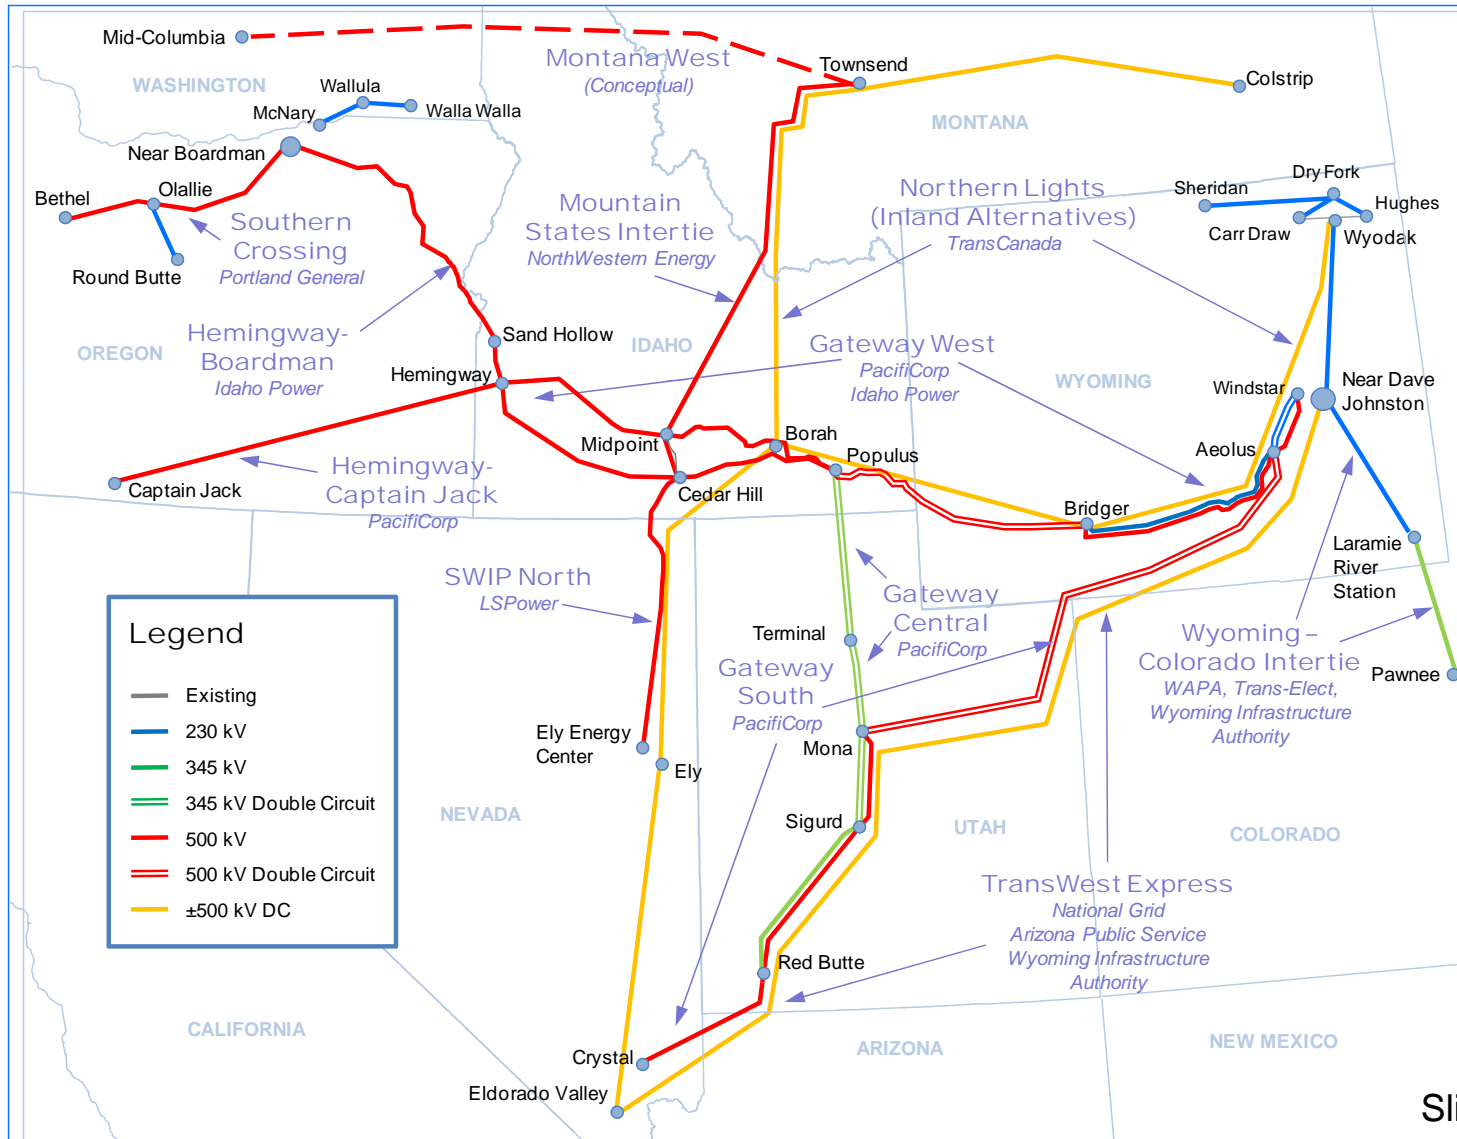 Mid-Columbia
WASHINGTON
Wallula
McNary
Walla Walla
Near Boardman
Bethel
Olallie
Round Butte
Southern
Crossing
Portland General
Montana West
(Conceptual)
Townsend
Colstrip
MONTANA
Mountain
States Intertie
NorthWestern Energy
Northern Lights
(Inland Alternatives)
TransCanada
Dry Fork
Sheridan
Hughes
Carr Draw
Wyodak
OREGON
Hemingway-
Boardman
Idaho Power
Sand Hollow
Hemingway
IDAHO
Gateway West
PacifiCorp
Idaho Power
WYOMING
Windstar
Near Dave
Johnston
Midpoint
Borah
Populus
Aeolus
Captain Jack
Hemingway-
Captain Jack
PacifiCorp
Cedar Hill
Bridger
Laramie
River
Station
SWIP North
LSPower
Gateway
Central
PacifiCorp
Terminal
Gateway
South
PacifiCorp
Wyoming –
Colorado Intertie
WAPA, Trans-Elect,
Wyoming Infrastructure
Authority
Pawnee
Legend
Existing
230 kV
345 kV
345 kV Double Circuit
500 kV
500 kV Double Circuit
±500 kV DC
Ely Energy
Center
Ely
Mona
NEVADA
Sigurd
UTAH
COLORADO
TransWest Express
National Grid
Arizona Public Service
Wyoming Infrastructure
Authority
Red Butte
CALIFORNIA
Crystal
ARIZONA
NEW MEXICO
Eldorado Valley
Sli